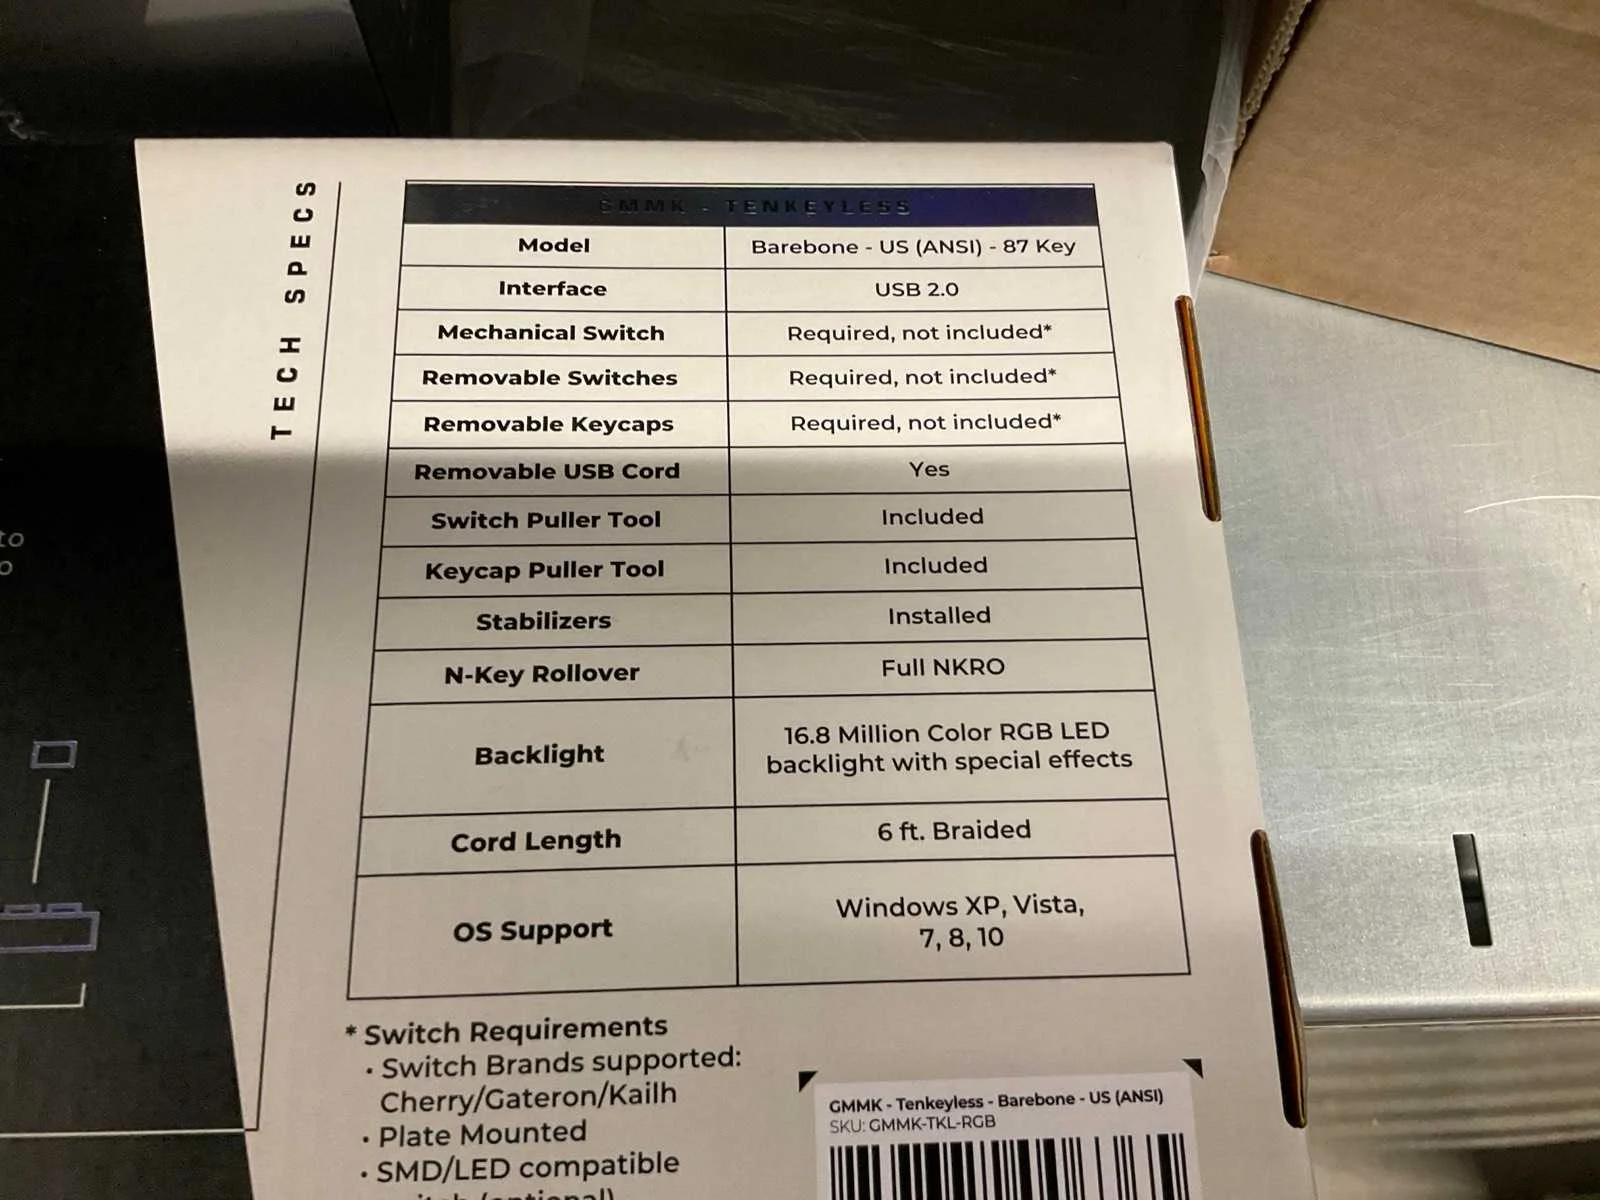 TECH SPECS
GMMK - TENKEYLESS
Model Barebone - US (ANSI) - 87 Key
Interface USB 2.0
Mechanical Switch Required, not included*
Removable Switches Required, not included*
Removable Keycaps Required, not included*
Removable USB Cord Yes
Switch Puller Tool Included
Keycap Puller Tool Included
Stabilizers Installed
N-Key Rollover Full NKRO
Backlight 16.8 Million Color RGB LED
backlight with special effects
Cord Length 6 ft. Braided
OS Support Windows XP, Vista,
7, 8, 10
* Switch Requirements
· Switch Brands supported:
Cherry/Gateron/Kailh
· Plate Mounted
· SMD/LED compatible
(optional)
GMMK - Tenkeyless - Barebone - US (ANSI)
SKU: GMMK-TKL-RGB
to